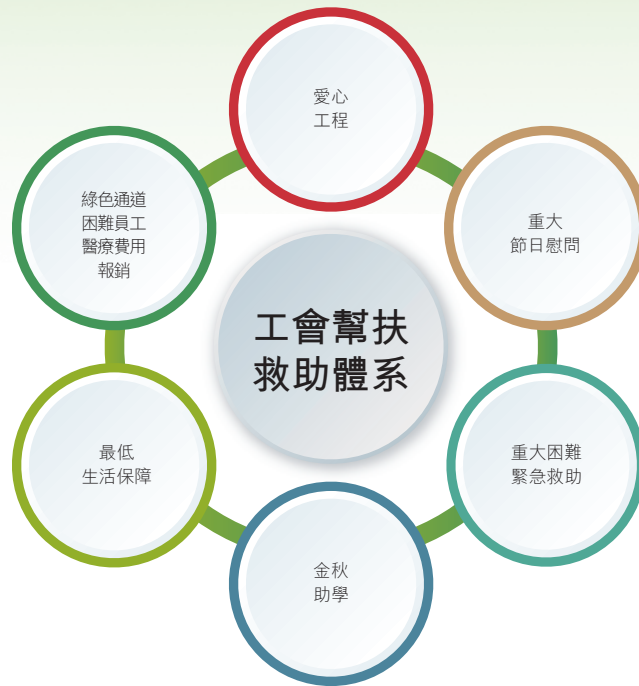 愛心
工程
重大
節日慰問
重大困難
緊急救助
金秋
助學
最低
生活保障
綠色通道
困難員工
醫療費用
報銷
工會幫扶
救助體系